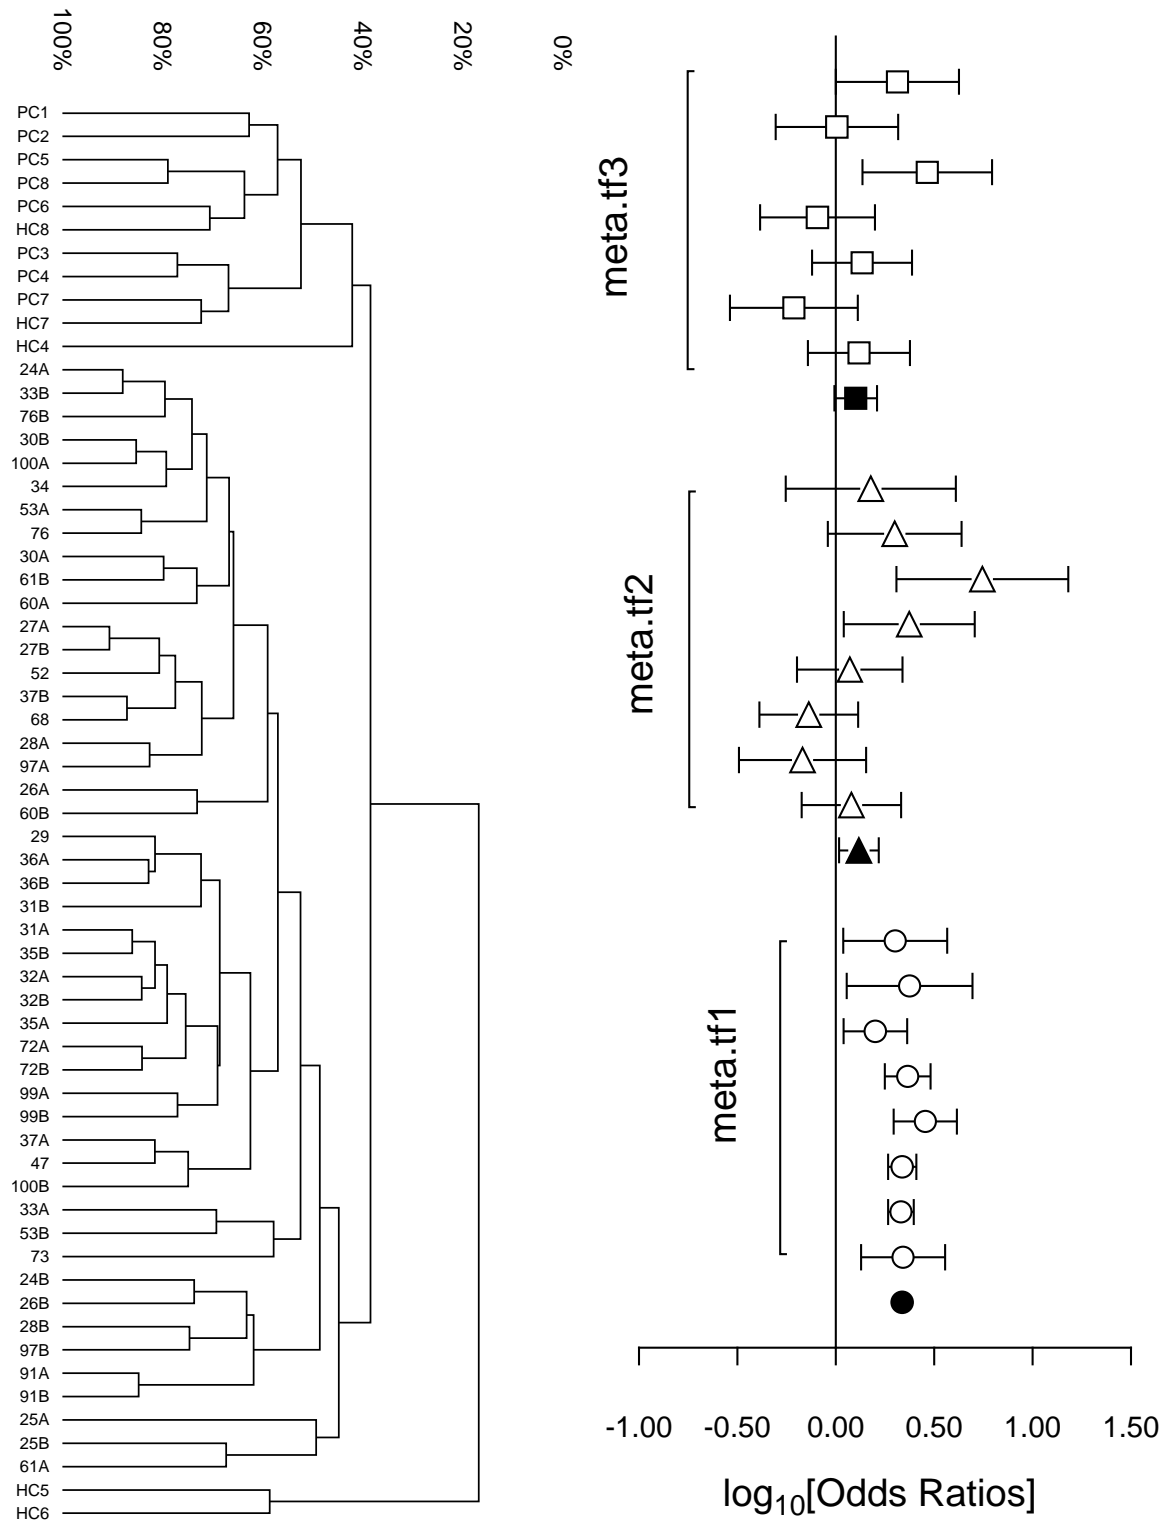 100%
80%
60%
40%
20%
0%
PC1
PC2
PC5
PC8
PC6
HC8
PC3
PC4
PC7
HC7
HC4
24A
33B
76B
30B
100A
34
53A
76
30A
61B
60A
27A
27B
52
37B
68
28A
97A
26A
60B
29
36A
36B
31B
31A
35B
32A
32B
35A
72A
72B
99A
99B
37A
47
100B
33A
53B
73
24B
26B
28B
97B
91A
91B
25A
25B
61A
HC5
HC6
meta.tf3
meta.tf2
meta.tf1
-1.00 -0.50 0.00 0.50 1.00 1.50
log10[Odds Ratios]